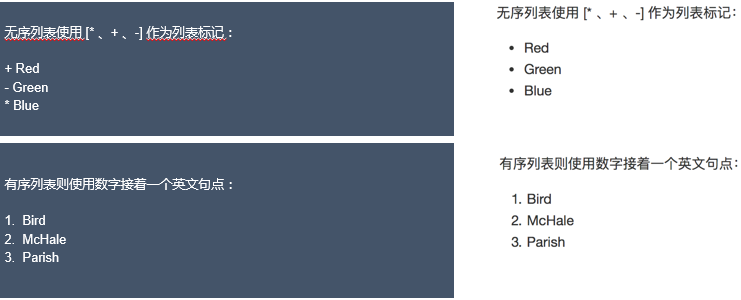 无序列表使用 [* 、+ 、-] 作为列表标记：
+ Red
- Green
* Blue
无序列表使用 [* 、+ 、-] 作为列表标记：
• Red
• Green
• Blue
有序列表则使用数字接着一个英文句点：
1. Bird
2. McHale
3. Parish
有序列表则使用数字接着一个英文句点：
1. Bird
2. McHale
3. Parish